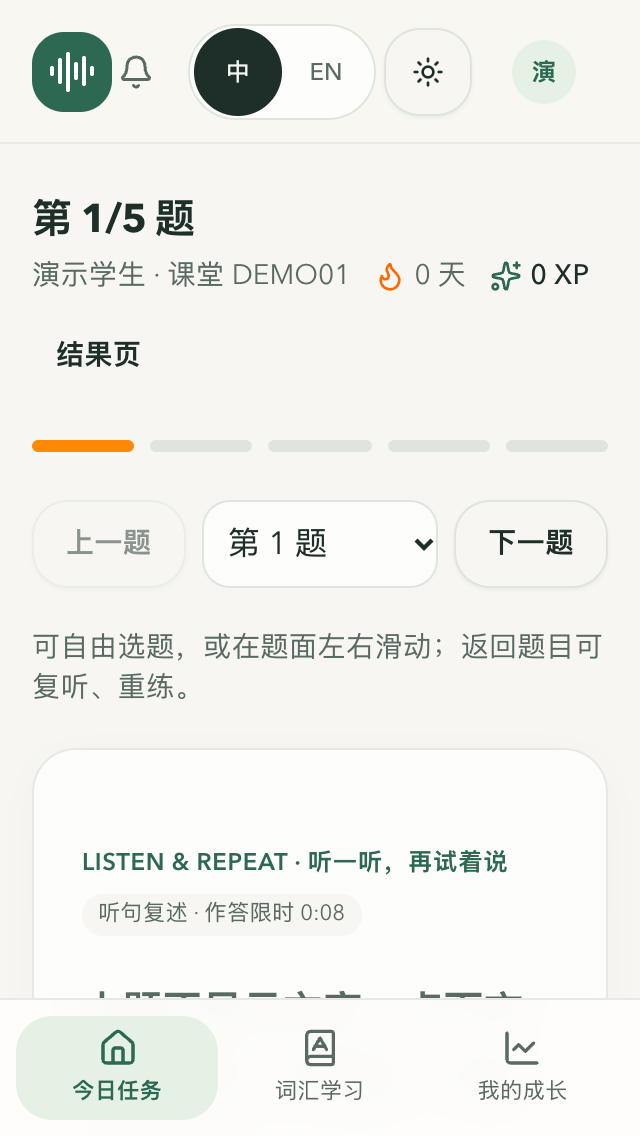 中 EN 演
第 1/5 题
演示学生 · 课堂 DEMO01 0 天 0 XP
结果页
上一题 第 1 题 下一题
可自由选题，或在题面左右滑动；返回题目可
复听、重练。
LISTEN & REPEAT · 听一听，再试着说
听句复述 · 作答限时 0:08
今日任务 词汇学习 我的成长